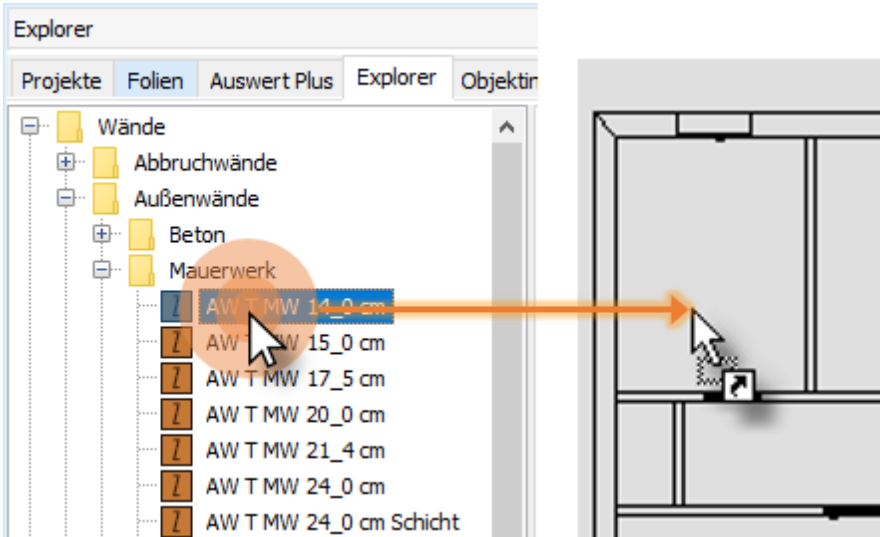 Explorer
Projekte Folien Auswert Plus Explorer Objektin
Wände
Abbruchwände
Außenwände
Beton
Mauerwerk
AW T MW 14_0 cm
AW T MW 15_0 cm
AW T MW 17_5 cm
AW T MW 20_0 cm
AW T MW 21_4 cm
AW T MW 24_0 cm
AW T MW 24_0 cm Schicht